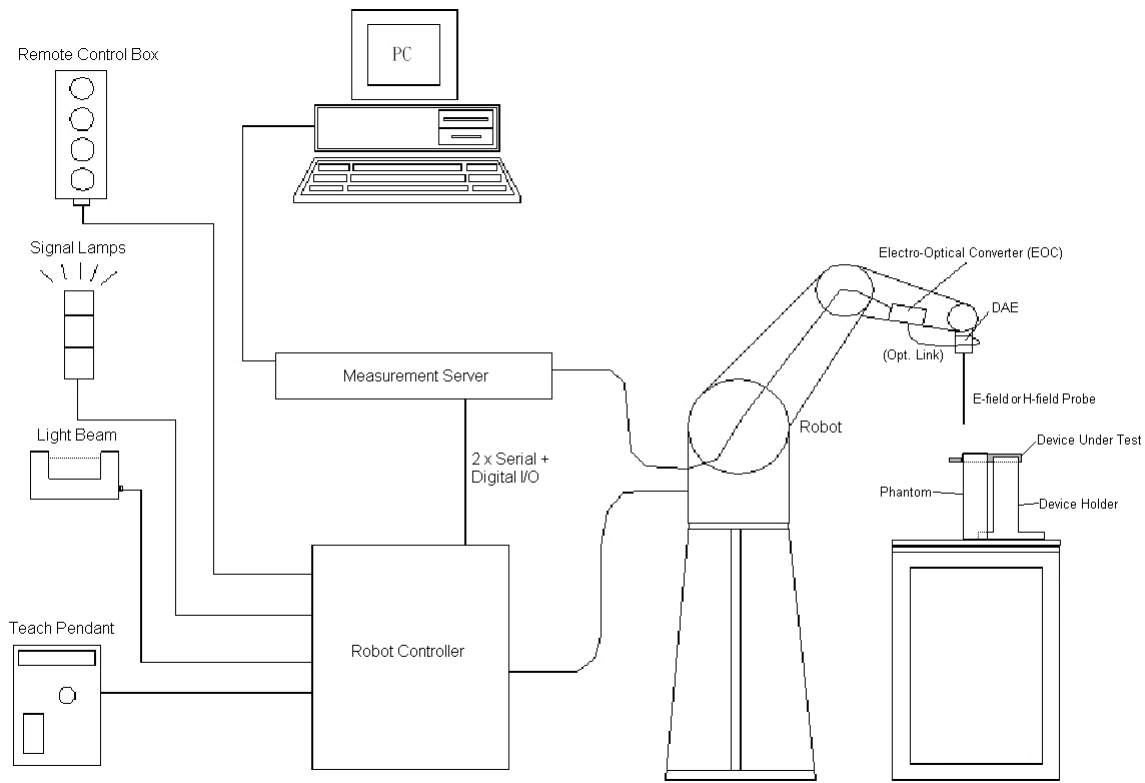 Remote Control Box
PC
Signal Lamps
Electro-Optical Converter (EOC)
DAE
(Opt. Link)
Measurement Server
E-field or H-field Probe
Robot
Light Beam
2 x Serial +
Digital I/O
Device Under Test
Phantom
Device Holder
Teach Pendant
Robot Controller